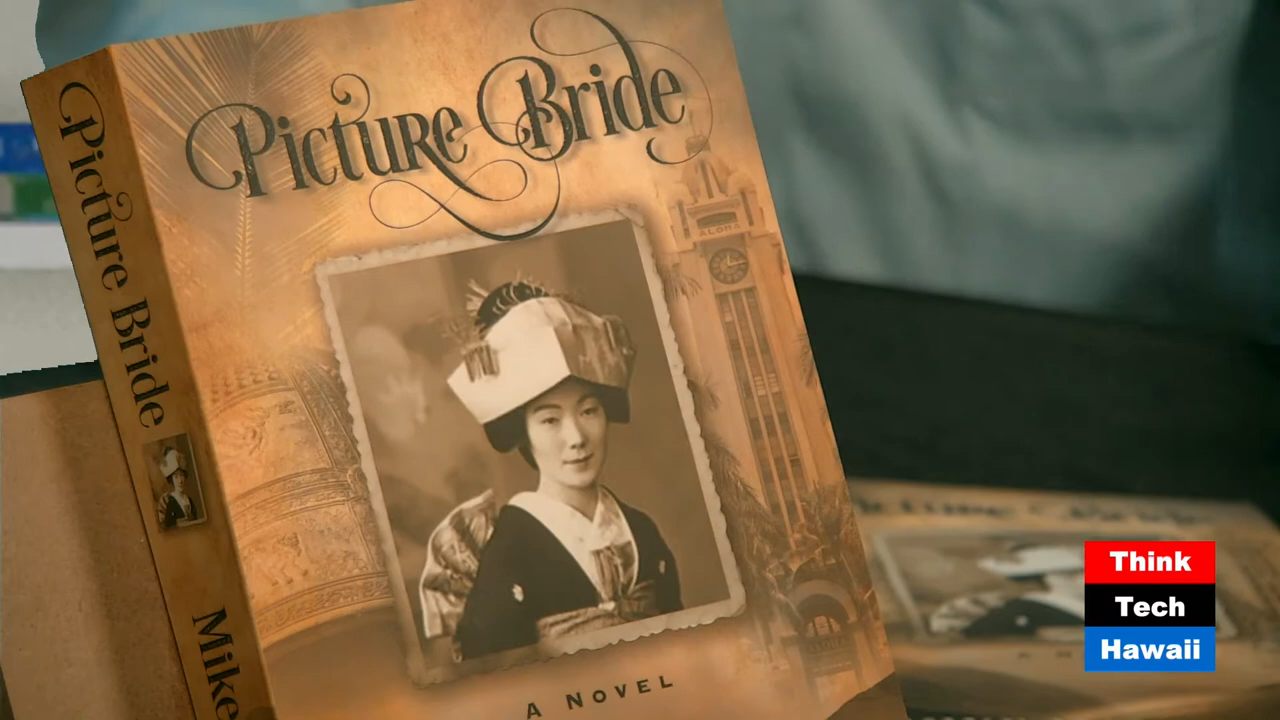 Picture Bride
ALOHA
A NOVEL
Picture Bride
Mike
Think
Tech
Hawaii